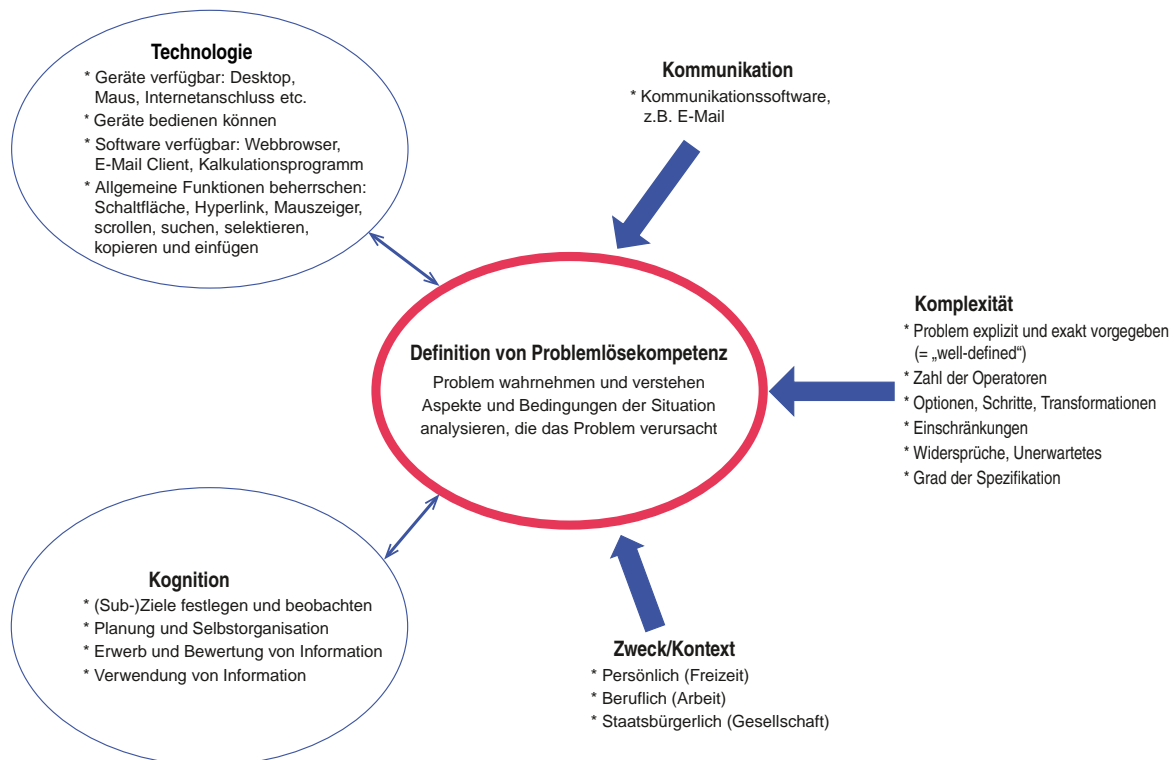 Technologie
* Geräte verfügbar: Desktop,
Maus, Internetanschluss etc.
* Geräte bedienen können
* Software verfügbar: Webbrowser,
E-Mail Client, Kalkulationsprogramm
* Allgemeine Funktionen beherrschen:
Schaltfläche, Hyperlink, Mauszeiger,
scrollen, suchen, selektieren,
kopieren und einfügen
Kommunikation
* Kommunikationssoftware,
z.B. E-Mail
Definition von Problemlösekompetenz
Problem wahrnehmen und verstehen
Aspekte und Bedingungen der Situation
analysieren, die das Problem verursacht
Komplexität
* Problem explizit und exakt vorgegeben
(= „well-defined“)
* Zahl der Operatoren
* Optionen, Schritte, Transformationen
* Einschränkungen
* Widersprüche, Unerwartetes
* Grad der Spezifikation
Kognition
* (Sub-)Ziele festlegen und beobachten
* Planung und Selbstorganisation
* Erwerb und Bewertung von Information
* Verwendung von Information
Zweck/Kontext
* Persönlich (Freizeit)
* Beruflich (Arbeit)
* Staatsbürgerlich (Gesellschaft)